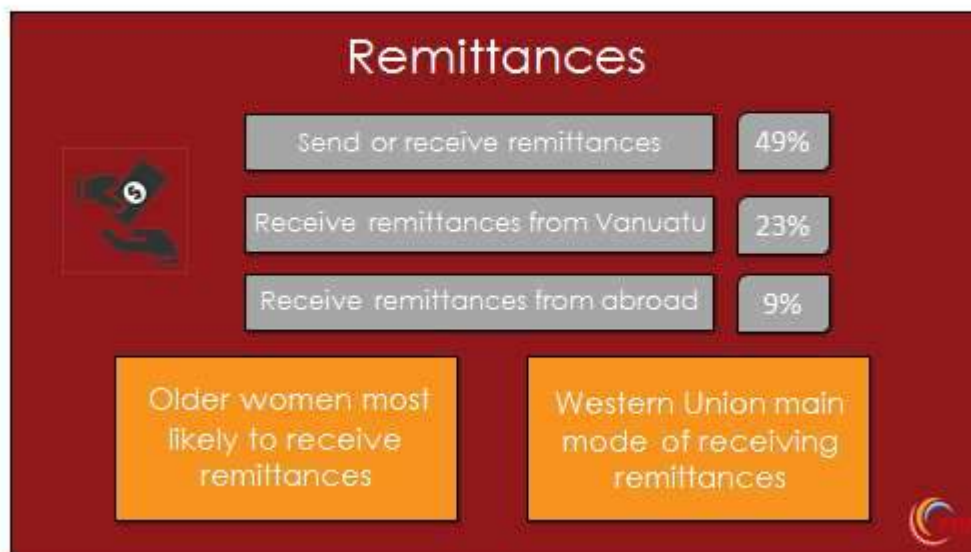 Remittances
Send or receive remittances 49%
Receive remittances from Vanuatu 23%
Receive remittances from abroad 9%
Older women most
likely to receive
remittances
Western Union main
mode of receiving
remittances